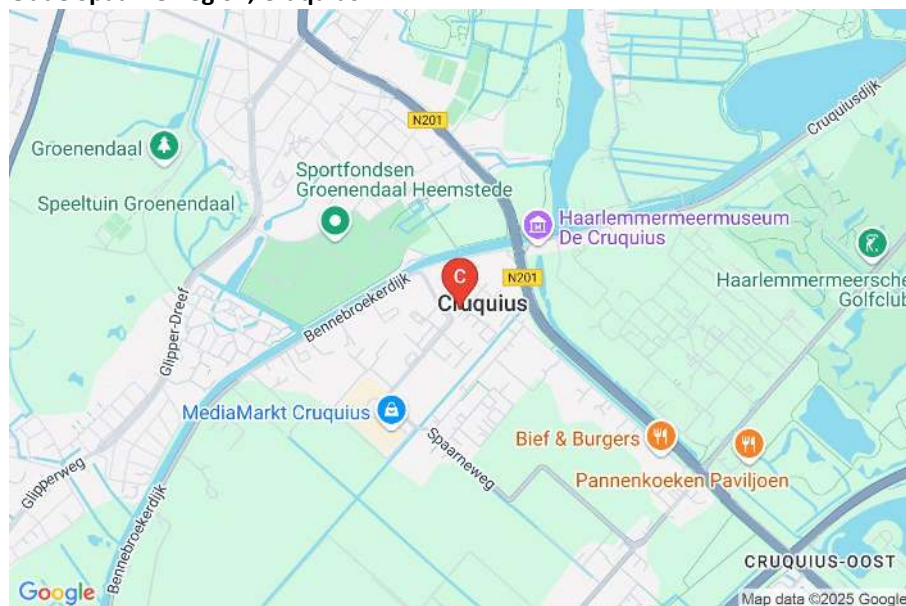 N201
Groenendaal
Speeltuin Groenendaal
Sportfondsen
Groenendaal Heemstede
Cruquiusdijk
Haarlemmermeermuseum
De Cruquius
N201
C
Cruquius
Haarlemmermeersche
Golfclub
Bennebroekerdijk
Glipper-Dreef
MediaMarkt Cruquius
Bief & Burgers
Spaarneweg
Pannenkoeken Paviljoen
Glipperweg
Bennebroekerdijk
CRUQUIUS-OOST
Google
Map data ©2025 Google